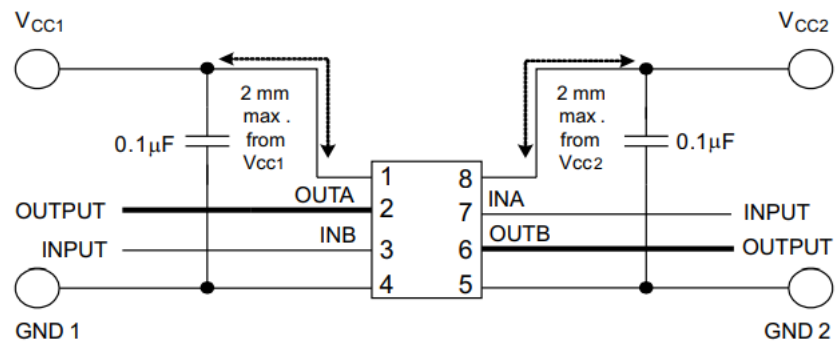 VCC1
VCC2
2 mm
max .
from
Vcc1
2 mm
max .
from
Vcc2
0.1μF
0.1μF
1
8
OUTPUT
OUTA
2
7
INA
INPUT
INPUT
INB
3
6
OUTB
OUTPUT
4
5
GND 1
GND 2